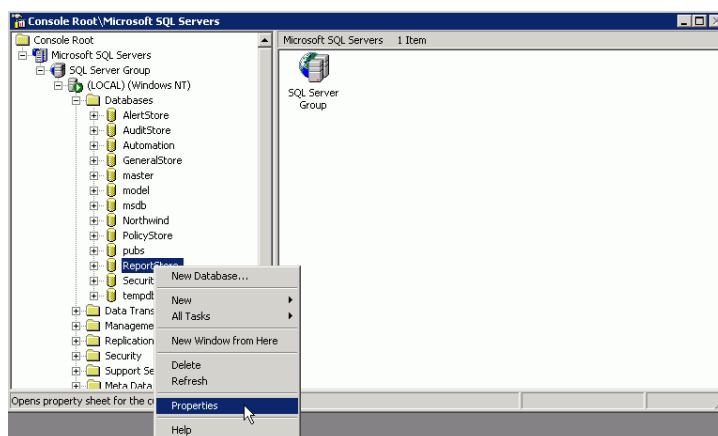 Console Root\Microsoft SQL Servers
Console Root
Microsoft SQL Servers
SQL Server Group
(LOCAL) (Windows NT)
Databases
AlertStore
AuditStore
Automation
GeneralStore
master
model
msdb
Northwind
PolicyStore
pubs
ReportStore
Securit
tempdb
Data Trans
Manageme
Replication
Security
Support Se
Meta Data
Opens property sheet for the cu
Microsoft SQL Servers 1 Item
SQL Server
Group
New Database...
New
All Tasks
New Window from Here
Delete
Refresh
Properties
Help